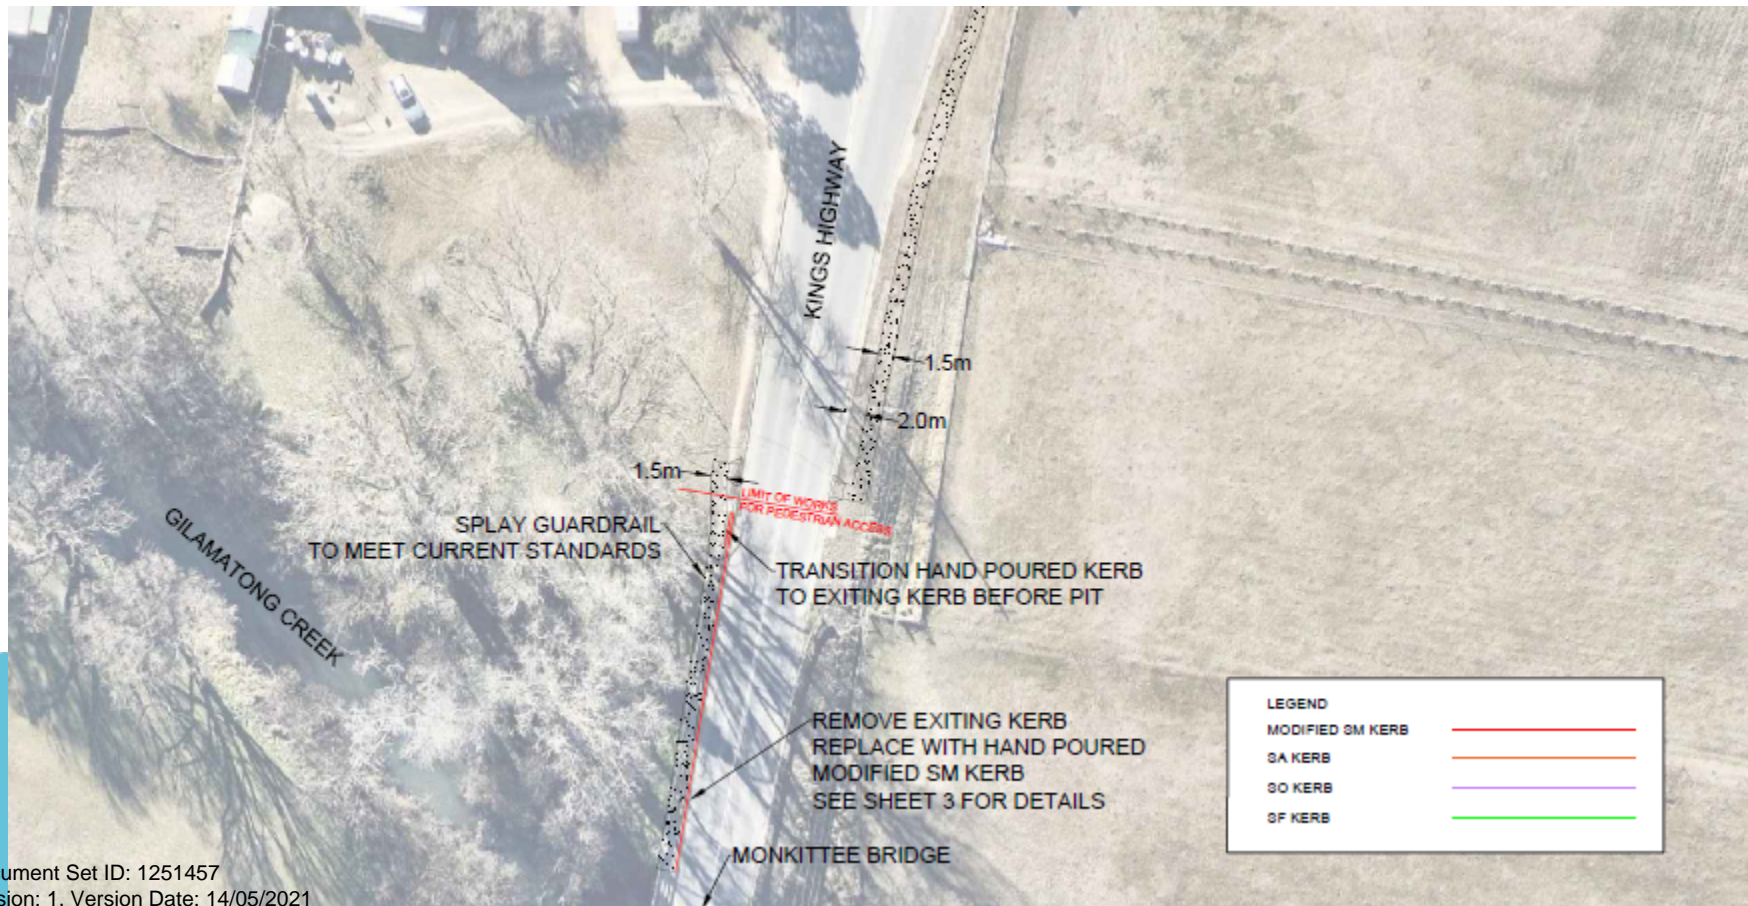 KINGS HIGHWAY
1.5m
2.0m
1.5m
LIMIT OF WORKS
FOR PEDESTRIAN ACCESS
SPLAY GUARDRAIL
TO MEET CURRENT STANDARDS
GILAMATONG CREEK
TRANSITION HAND POURED KERB
TO EXITING KERB BEFORE PIT
REMOVE EXITING KERB
REPLACE WITH HAND POURED
MODIFIED SM KERB
SEE SHEET 3 FOR DETAILS
MONKITTEE BRIDGE
LEGEND
MODIFIED SM KERB
SA KERB
SO KERB
SF KERB
ument Set ID: 1251457
sion: 1, Version Date: 14/05/2021